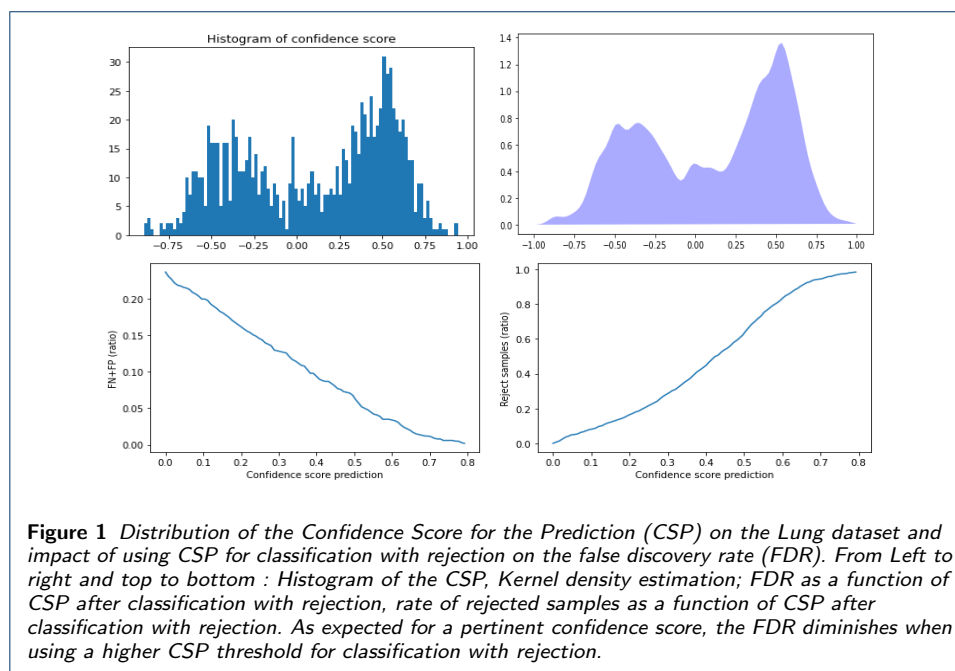 Histogram of confidence score
30
25
20
15
10
5
0
−0.75 −0.50 −0.25 0.00 0.25 0.50 0.75 1.00
1.4
1.2
1.0
0.8
0.6
0.4
0.2
0.0
−1.00 −0.75 −0.50 −0.25 0.00 0.25 0.50 0.75 1.00
FN+FP (ratio)
0.20
0.15
0.10
0.05
0.00
0.0 0.1 0.2 0.3 0.4 0.5 0.6 0.7 0.8
Confidence score prediction
Reject samples (ratio)
1.0
0.8
0.6
0.4
0.2
0.0
0.0 0.1 0.2 0.3 0.4 0.5 0.6 0.7 0.8
Confidence score prediction
Figure 1 Distribution of the Confidence Score for the Prediction (CSP) on the Lung dataset and
impact of using CSP for classification with rejection on the false discovery rate (FDR). From Left to
right and top to bottom : Histogram of the CSP, Kernel density estimation; FDR as a function of
CSP after classification with rejection, rate of rejected samples as a function of CSP after
classification with rejection. As expected for a pertinent confidence score, the FDR diminishes when
using a higher CSP threshold for classification with rejection.